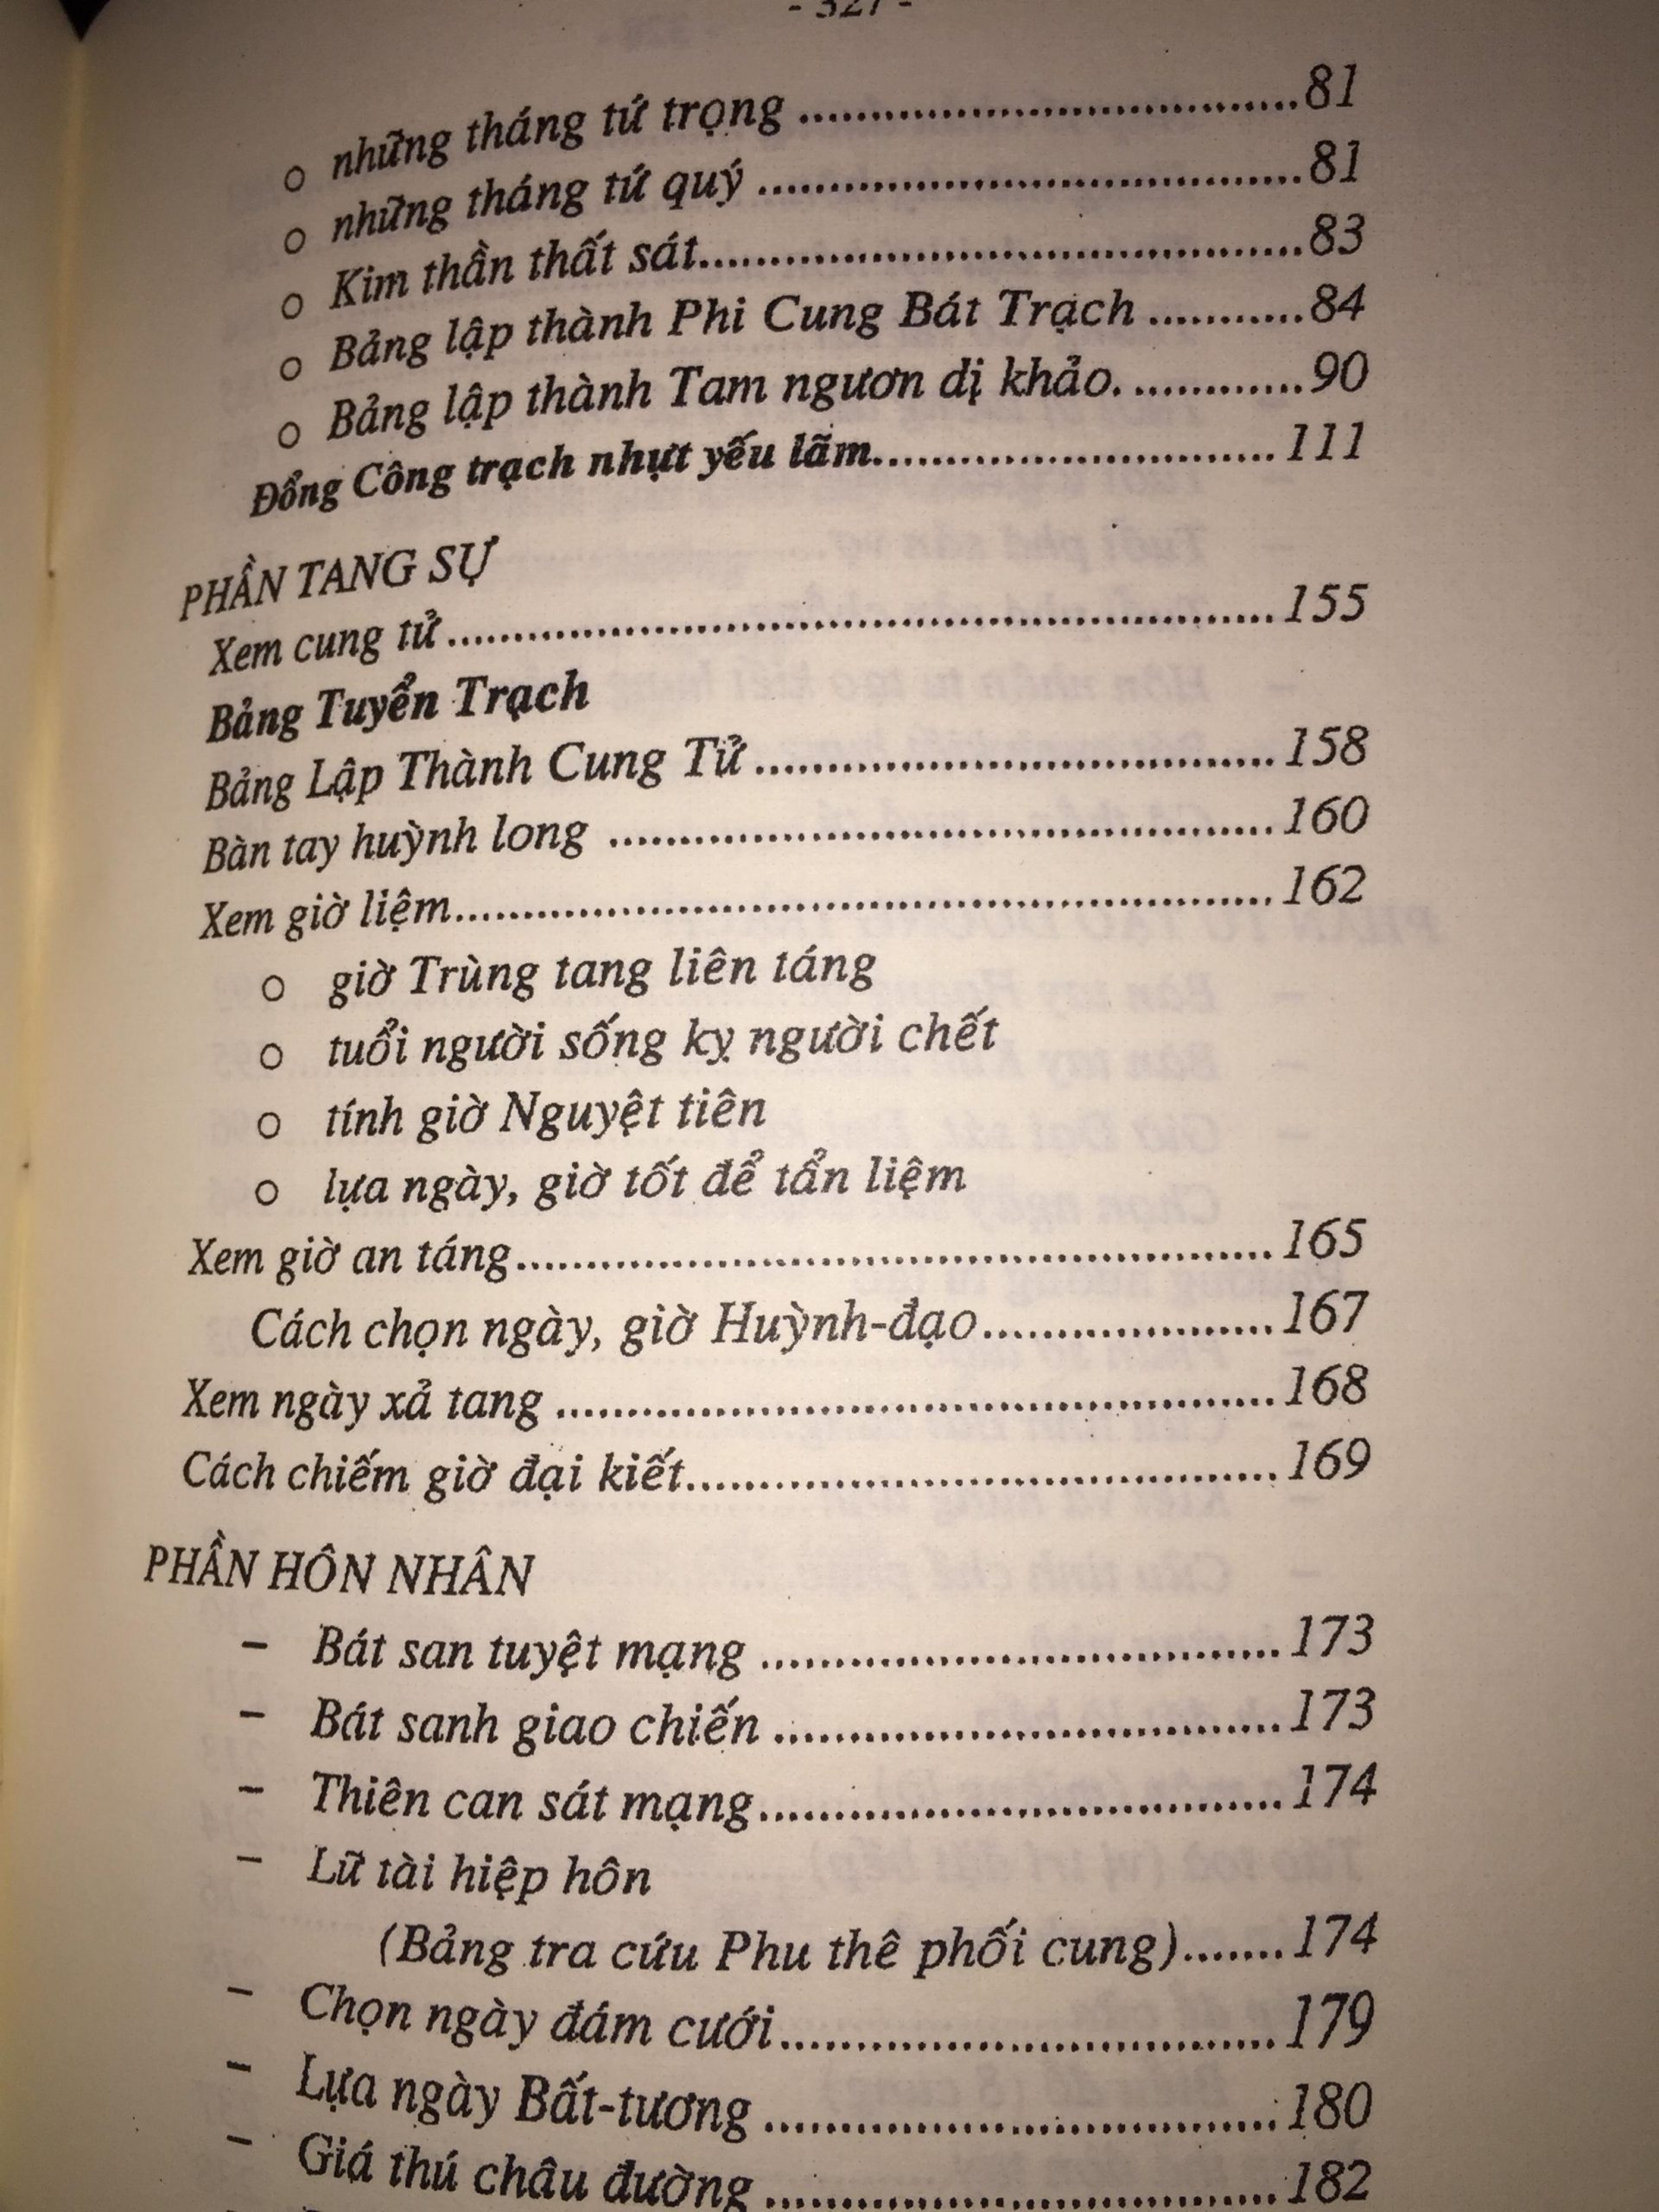 - 327 -
o những tháng tứ trọng ........ 81
o những tháng tứ quý ........ 81
o Kim thần thất sát ........ 83
o Bảng lập thành Phi Cung Bát Trạch ........ 84
o Bảng lập thành Tam ngươn dị khảo. ........ 90
Đổng Công trạch nhựt yếu lãm ........ 111
PHẦN TANG SỰ
Xem cung tử ........ 155
Bảng Tuyển Trạch
Bảng Lập Thành Cung Tử ........ 158
Bàn tay huỳnh long ........ 160
Xem giờ liệm ........ 162
o giờ Trùng tang liên táng
o tuổi người sống kỵ người chết
o tính giờ Nguyệt tiên
o lựa ngày, giờ tốt để tẩn liệm
Xem giờ an táng ........ 165
Cách chọn ngày, giờ Huỳnh-đạo ........ 167
Xem ngày xả tang ........ 168
Cách chiếm giờ đại kiết ........ 169
PHẦN HÔN NHÂN
– Bát san tuyệt mạng ........ 173
– Bát sanh giao chiến ........ 173
– Thiên can sát mạng ........ 174
– Lữ tài hiệp hôn
(Bảng tra cứu Phu thê phối cung) ........ 174
– Chọn ngày đám cưới ........ 179
– Lựa ngày Bất-tương ........ 180
– Giá thú châu đường ........ 182